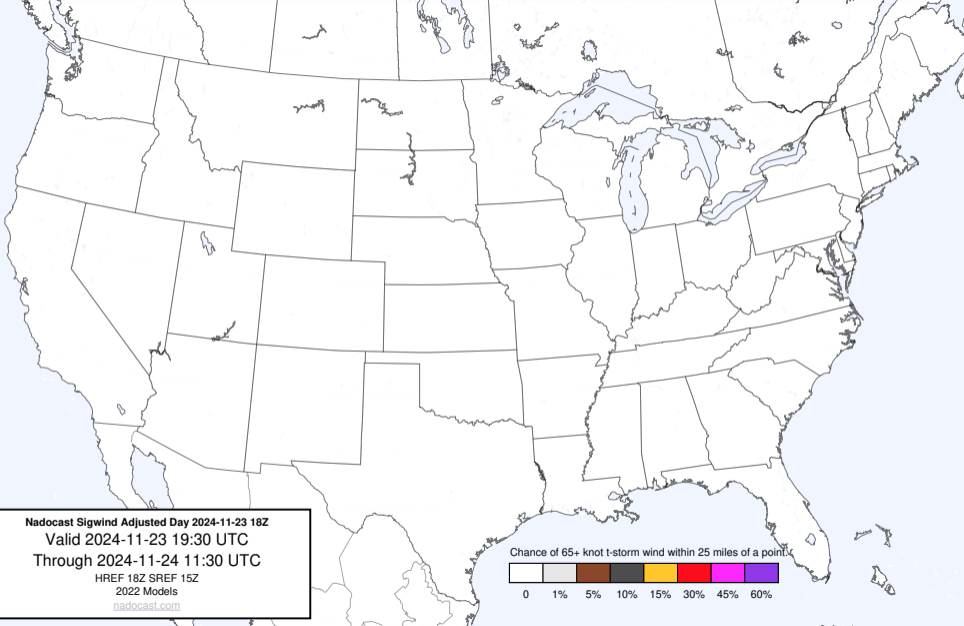 Nadocast Sigwind Adjusted Day 2024-11-23 18Z
Valid 2024-11-23 19:30 UTC
Through 2024-11-24 11:30 UTC
HREF 18Z SREF 15Z
2022 Models
nadocast.com
Chance of 65+ knot t-storm wind within 25 miles of a point.
0 1% 5% 10% 15% 30% 45% 60%